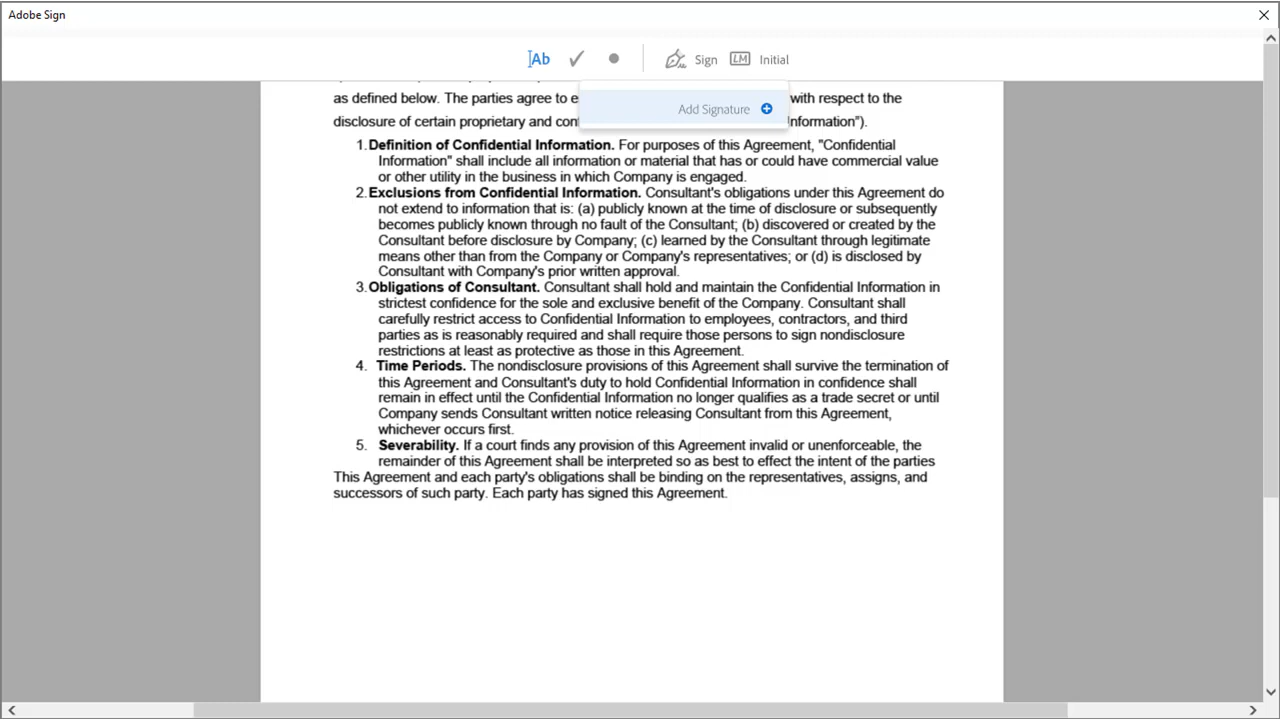 Adobe Sign
Ab Sign LM Initial
Add Signature
as defined below. The parties agree to e with respect to the
disclosure of certain proprietary and con nformation").
1. Definition of Confidential Information. For purposes of this Agreement, "Confidential
Information" shall include all information or material that has or could have commercial value
or other utility in the business in which Company is engaged.
2. Exclusions from Confidential Information. Consultant's obligations under this Agreement do
not extend to information that is: (a) publicly known at the time of disclosure or subsequently
becomes publicly known through no fault of the Consultant; (b) discovered or created by the
Consultant before disclosure by Company; (c) learned by the Consultant through legitimate
means other than from the Company or Company's representatives; or (d) is disclosed by
Consultant with Company's prior written approval.
3. Obligations of Consultant. Consultant shall hold and maintain the Confidential Information in
strictest confidence for the sole and exclusive benefit of the Company. Consultant shall
carefully restrict access to Confidential Information to employees, contractors, and third
parties as is reasonably required and shall require those persons to sign nondisclosure
restrictions at least as protective as those in this Agreement.
4. Time Periods. The nondisclosure provisions of this Agreement shall survive the termination of
this Agreement and Consultant's duty to hold Confidential Information in confidence shall
remain in effect until the Confidential Information no longer qualifies as a trade secret or until
Company sends Consultant written notice releasing Consultant from this Agreement,
whichever occurs first.
5. Severability. If a court finds any provision of this Agreement invalid or unenforceable, the
remainder of this Agreement shall be interpreted so as best to effect the intent of the parties
This Agreement and each party's obligations shall be binding on the representatives, assigns, and
successors of such party. Each party has signed this Agreement.